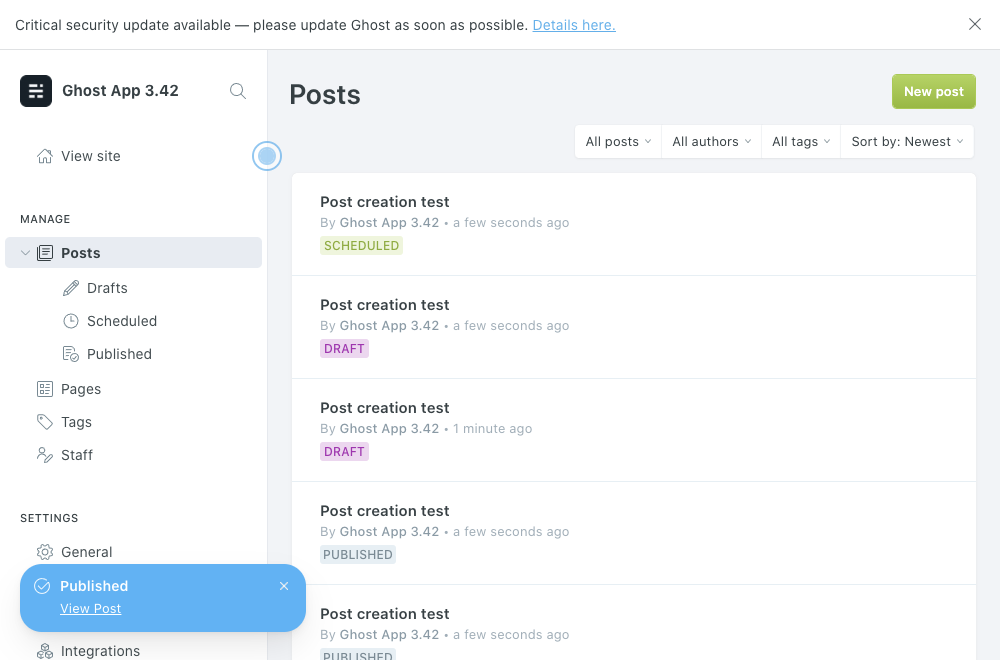 Critical security update available — please update Ghost as soon as possible. Details here.
Ghost App 3.42
View site
MANAGE
Posts
Drafts
Scheduled
Published
Pages
Tags
Staff
SETTINGS
General
Published
View Post
Integrations
Posts
New post
All posts
All authors
All tags
Sort by: Newest
Post creation test
By Ghost App 3.42 • a few seconds ago
SCHEDULED
Post creation test
By Ghost App 3.42 • a few seconds ago
DRAFT
Post creation test
By Ghost App 3.42 • 1 minute ago
DRAFT
Post creation test
By Ghost App 3.42 • a few seconds ago
PUBLISHED
Post creation test
By Ghost App 3.42 • a few seconds ago
PUBLISHED